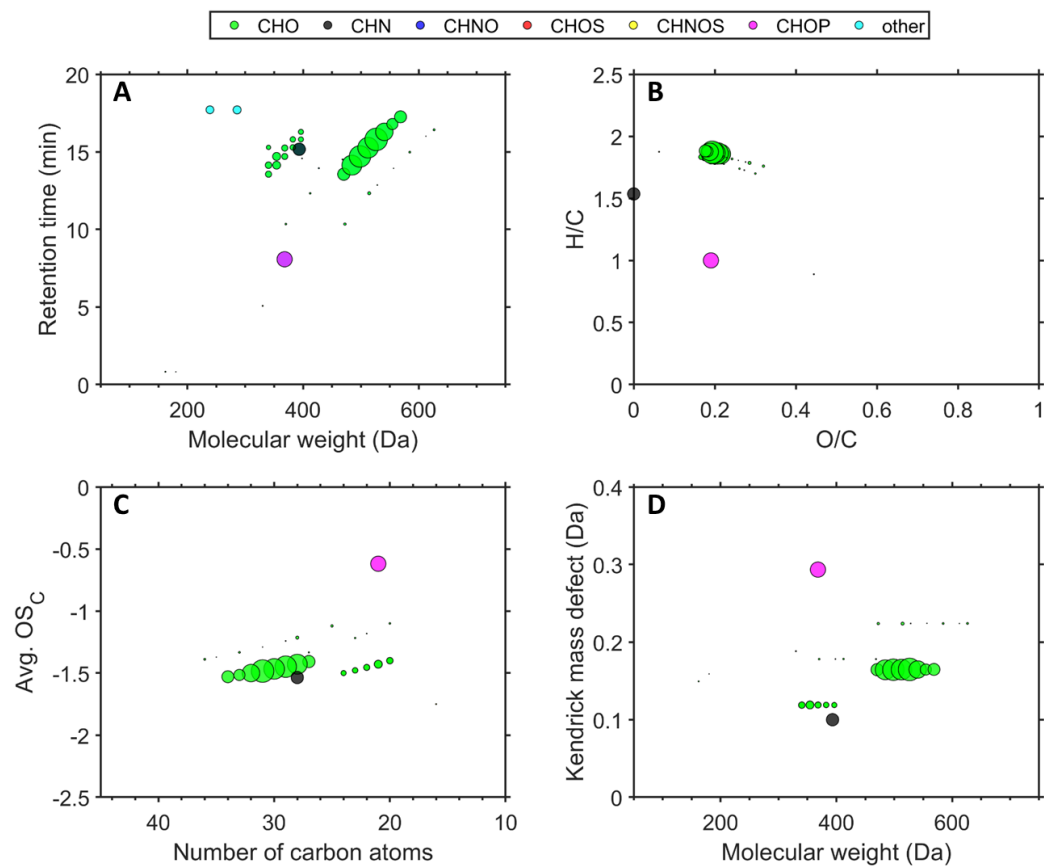 CHO CHN CHNO CHOS CHNOS CHOP other
A
20
15
10
5
0
Retention time (min)
200 400 600
Molecular weight (Da)
B
2.5
2
1.5
1
0.5
0
H/C
0 0.2 0.4 0.6 0.8 1
O/C
C
0
-0.5
-1
-1.5
-2
-2.5
Avg. OSC
40 30 20 10
Number of carbon atoms
D
0.4
0.3
0.2
0.1
0
Kendrick mass defect (Da)
200 400 600
Molecular weight (Da)